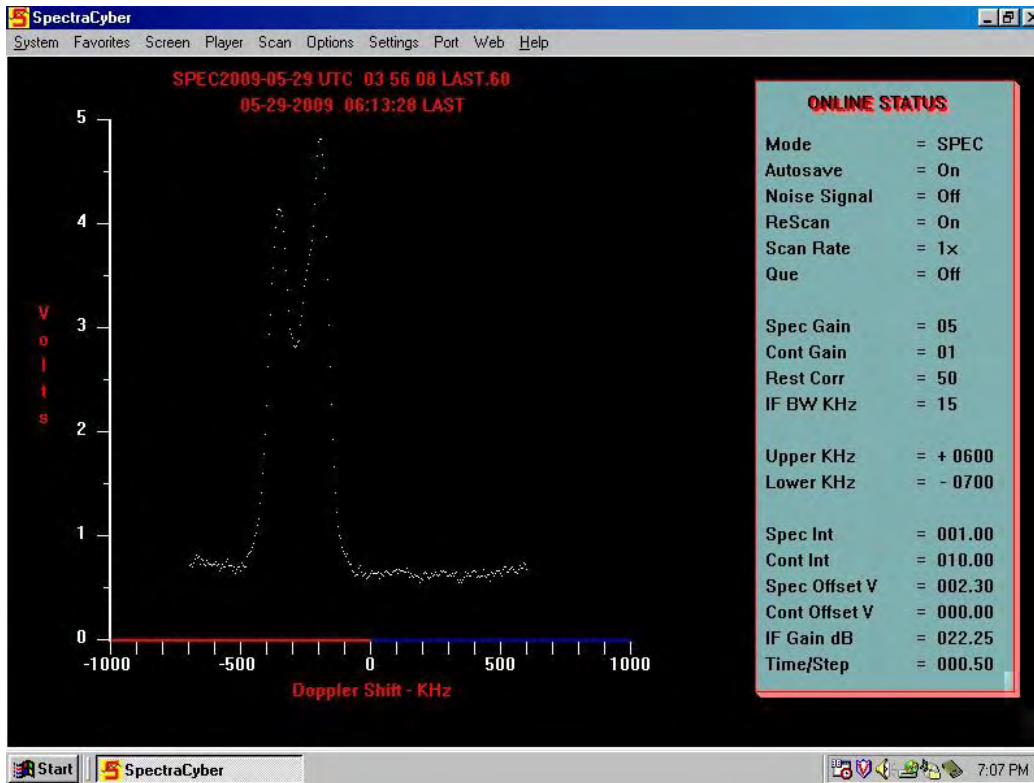 SpectraCyber
System Favorites Screen Player Scan Options Settings Port Web Help
SPEC2009-05-29 UTC 03 56 08 LAST.60
05-29-2009 06:13:28 LAST
5
4
3
2
1
0
Volts
-1000 -500 0 500 1000
Doppler Shift - KHz
ONLINE STATUS
Mode = SPEC
Autosave = On
Noise Signal = Off
ReScan = On
Scan Rate = 1x
Que = Off
Spec Gain = 05
Cont Gain = 01
Rest Corr = 50
IF BW KHz = 15
Upper KHz = + 0600
Lower KHz = - 0700
Spec Int = 001.00
Cont Int = 010.00
Spec Offset V = 002.30
Cont Offset V = 000.00
IF Gain dB = 022.25
Time/Step = 000.50
Start SpectraCyber 7:07 PM